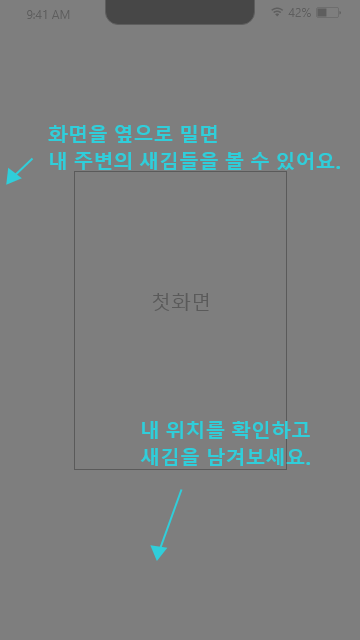 9:41 AM 42%
화면을 옆으로 밀면
내 주변의 새김들을 볼 수 있어요.
첫화면
내 위치를 확인하고
새김을 남겨보세요.